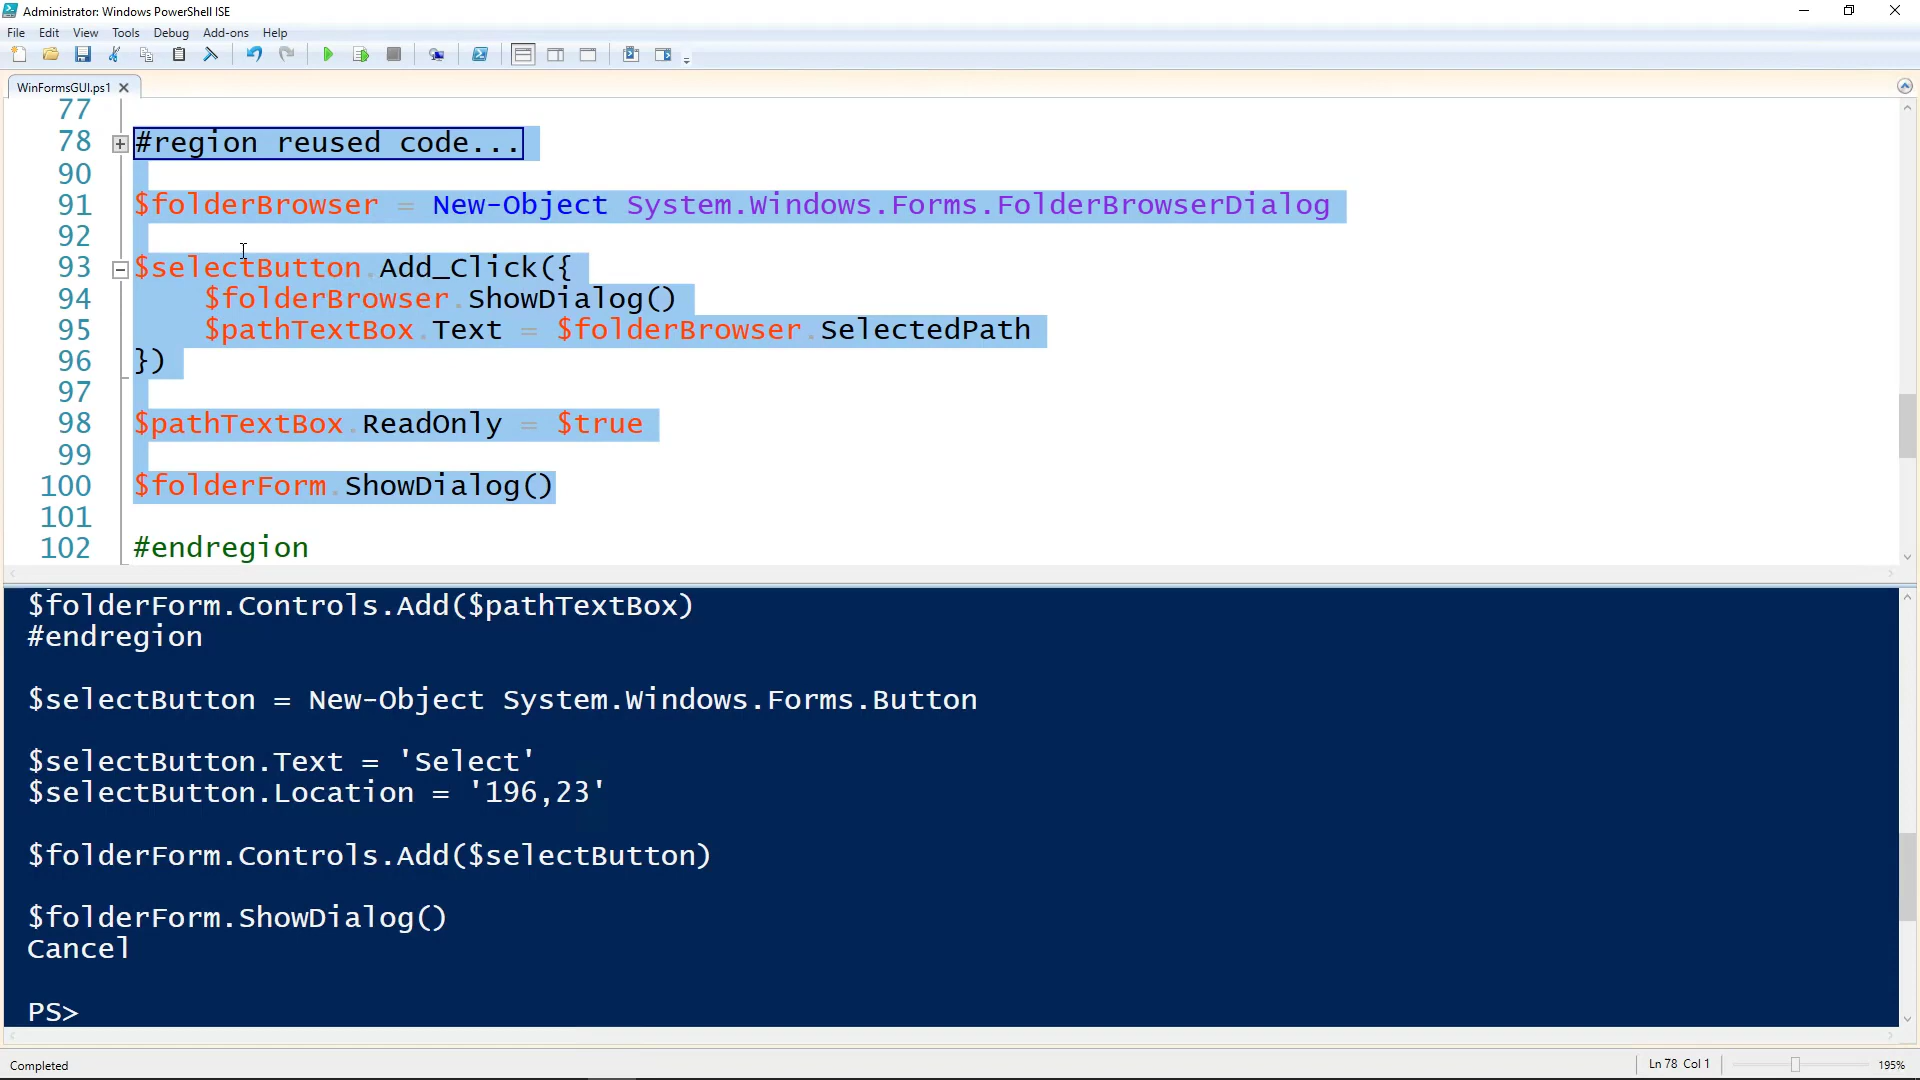 Administrator: Windows PowerShell ISE
File Edit View Tools Debug Add-ons Help
WinFormsGUI.ps1
77
78 #region reused code...
90
91 $folderBrowser = New-Object System.Windows.Forms.FolderBrowserDialog
92
93 $selectButton.Add_Click({
94 $folderBrowser.ShowDialog()
95 $pathTextBox.Text = $folderBrowser.SelectedPath
96 })
97
98 $pathTextBox.ReadOnly = $true
99
100 $folderForm.ShowDialog()
101
102 #endregion
$folderForm.Controls.Add($pathTextBox)
#endregion
$selectButton = New-Object System.Windows.Forms.Button
$selectButton.Text = 'Select'
$selectButton.Location = '196,23'
$folderForm.Controls.Add($selectButton)
$folderForm.ShowDialog()
Cancel
PS>
Completed Ln 78 Col 1 195%